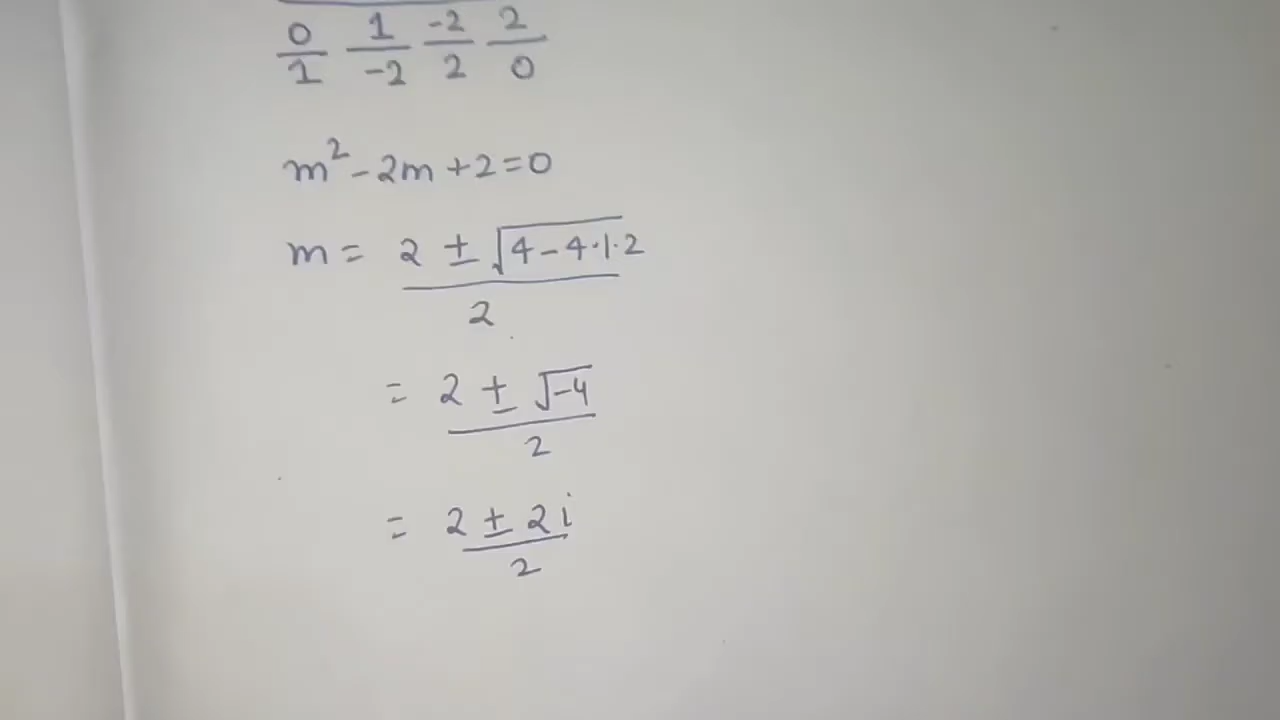 0 1 -2 2
1 -2 2 0
m² - 2m + 2 = 0
m = 2 ± √4 - 4·1·2
2
= 2 ± √-4
2
= 2 ± 2i
2